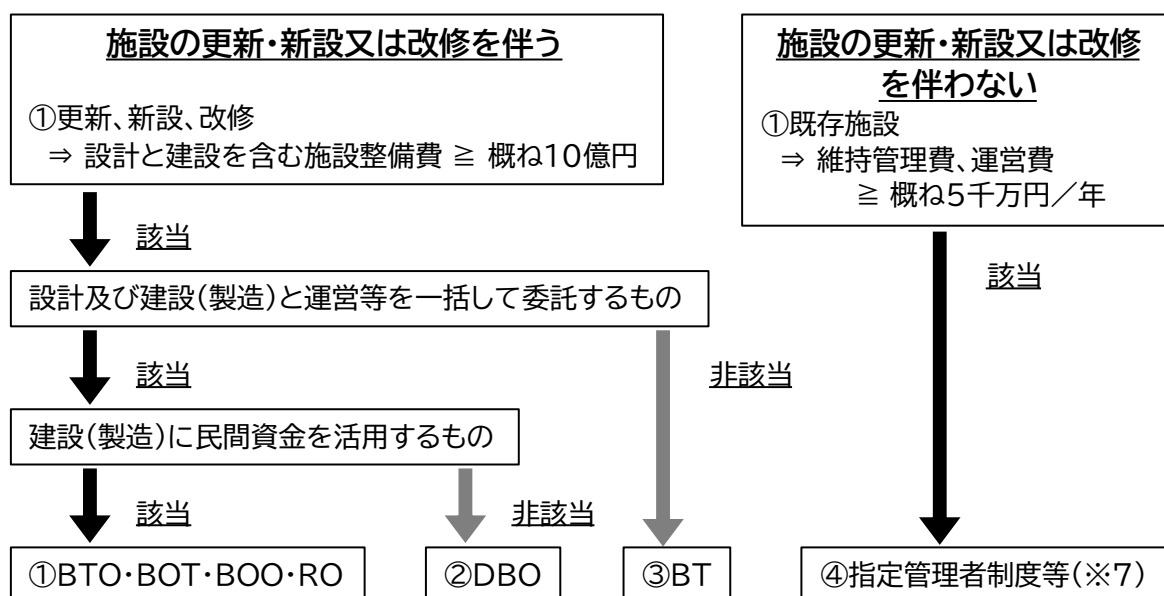 施設の更新・新設又は改修を伴う
①更新、新設、改修
⇒ 設計と建設を含む施設整備費 ≧ 概ね10億円
施設の更新・新設又は改修
を伴わない
①既存施設
⇒ 維持管理費、運営費
≧ 概ね5千万円／年
該当
該当
設計及び建設(製造)と運営等を一括して委託するもの
該当
非該当
建設(製造)に民間資金を活用するもの
該当
非該当
①BTO・BOT・BOO・RO
②DBO
③BT
④指定管理者制度等(※7)